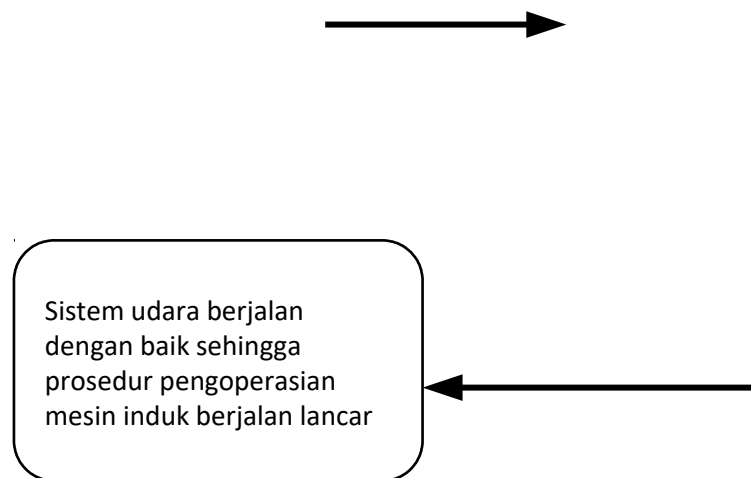 Sistem udara berjalan
dengan baik sehingga
prosedur pengoperasian
mesin induk berjalan lancar